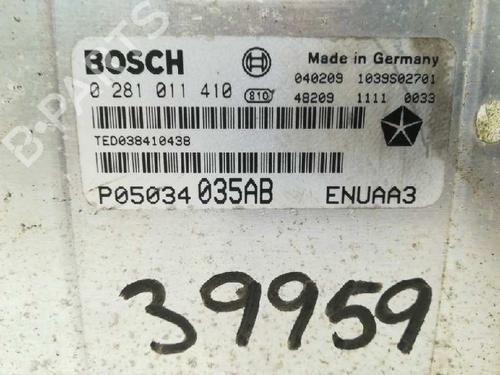 BOSCH
Made in Germany
040209 1039S02701
0 281 011 410
810
48209 1111 0033
TED038410438
P05034 035AB ENUAA3
39959
B-PARTS